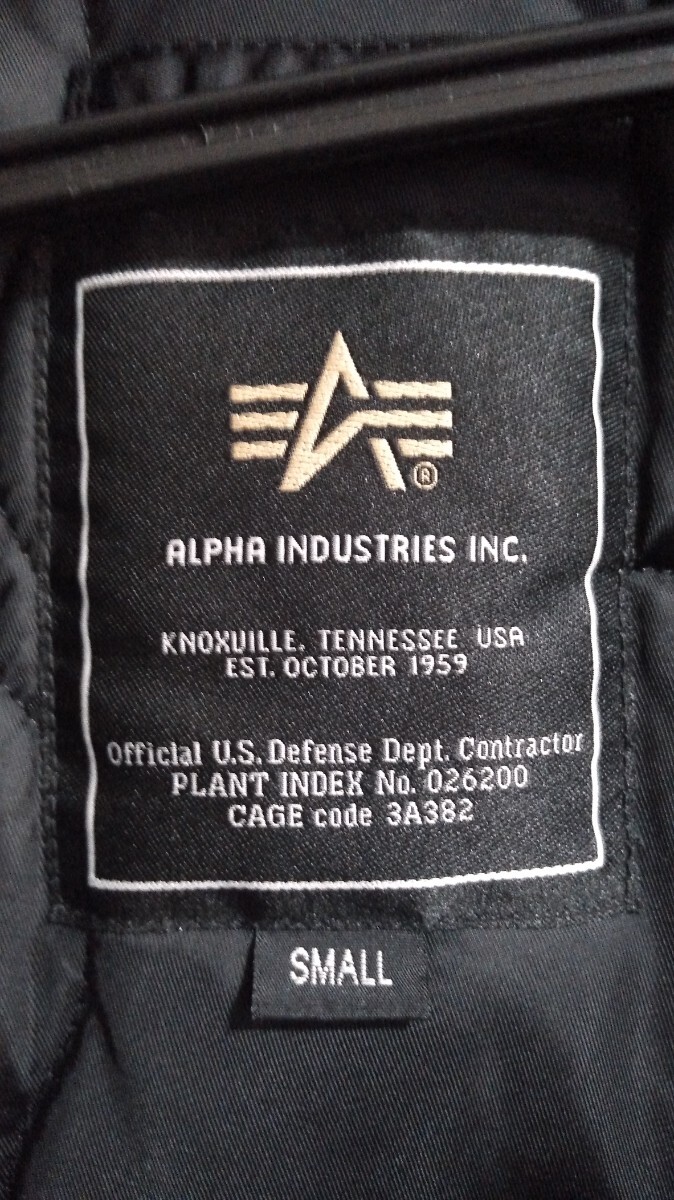 ®
ALPHA INDUSTRIES INC.
KNOXVILLE, TENNESSEE USA
EST. OCTOBER 1959
Official U.S. Defense Dept. Contractor
PLANT INDEX No. 026200
CAGE code 3A382
SMALL